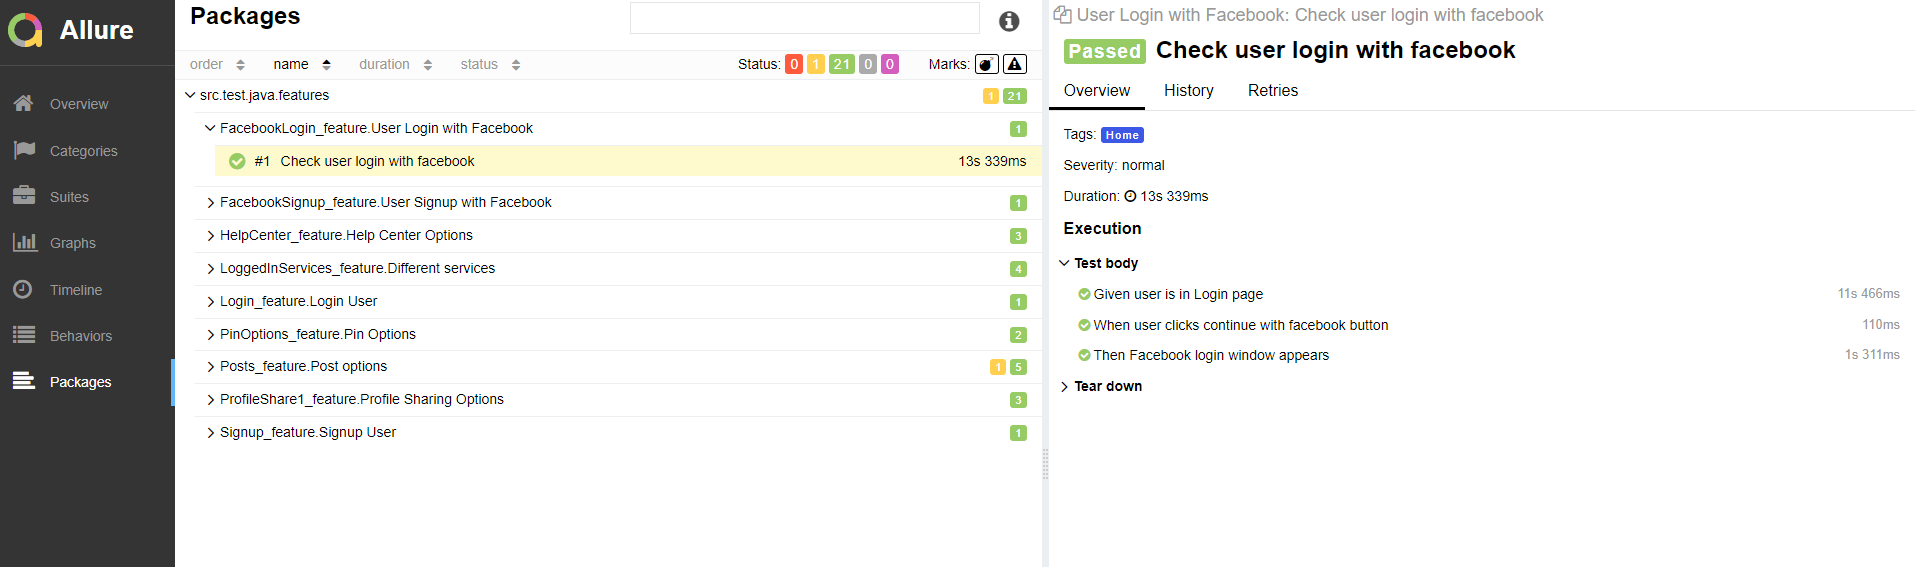 Allure
Overview
Categories
Suites
Graphs
Timeline
Behaviors
Packages
Packages
order name duration status Status: 0 1 21 0 0 Marks:
src.test.java.features 1 21
FacebookLogin_feature.User Login with Facebook 1
#1 Check user login with facebook 13s 339ms
FacebookSignup_feature.User Signup with Facebook 1
HelpCenter_feature.Help Center Options 3
LoggedInServices_feature.Different services 4
Login_feature.Login User 1
PinOptions_feature.Pin Options 2
Posts_feature.Post options 1 5
ProfileShare1_feature.Profile Sharing Options 3
Signup_feature.Signup User 1
User Login with Facebook: Check user login with facebook
Passed Check user login with facebook
Overview History Retries
Tags: Home
Severity: normal
Duration: 13s 339ms
Execution
Test body
Given user is in Login page 11s 466ms
When user clicks continue with facebook button 110ms
Then Facebook login window appears 1s 311ms
Tear down